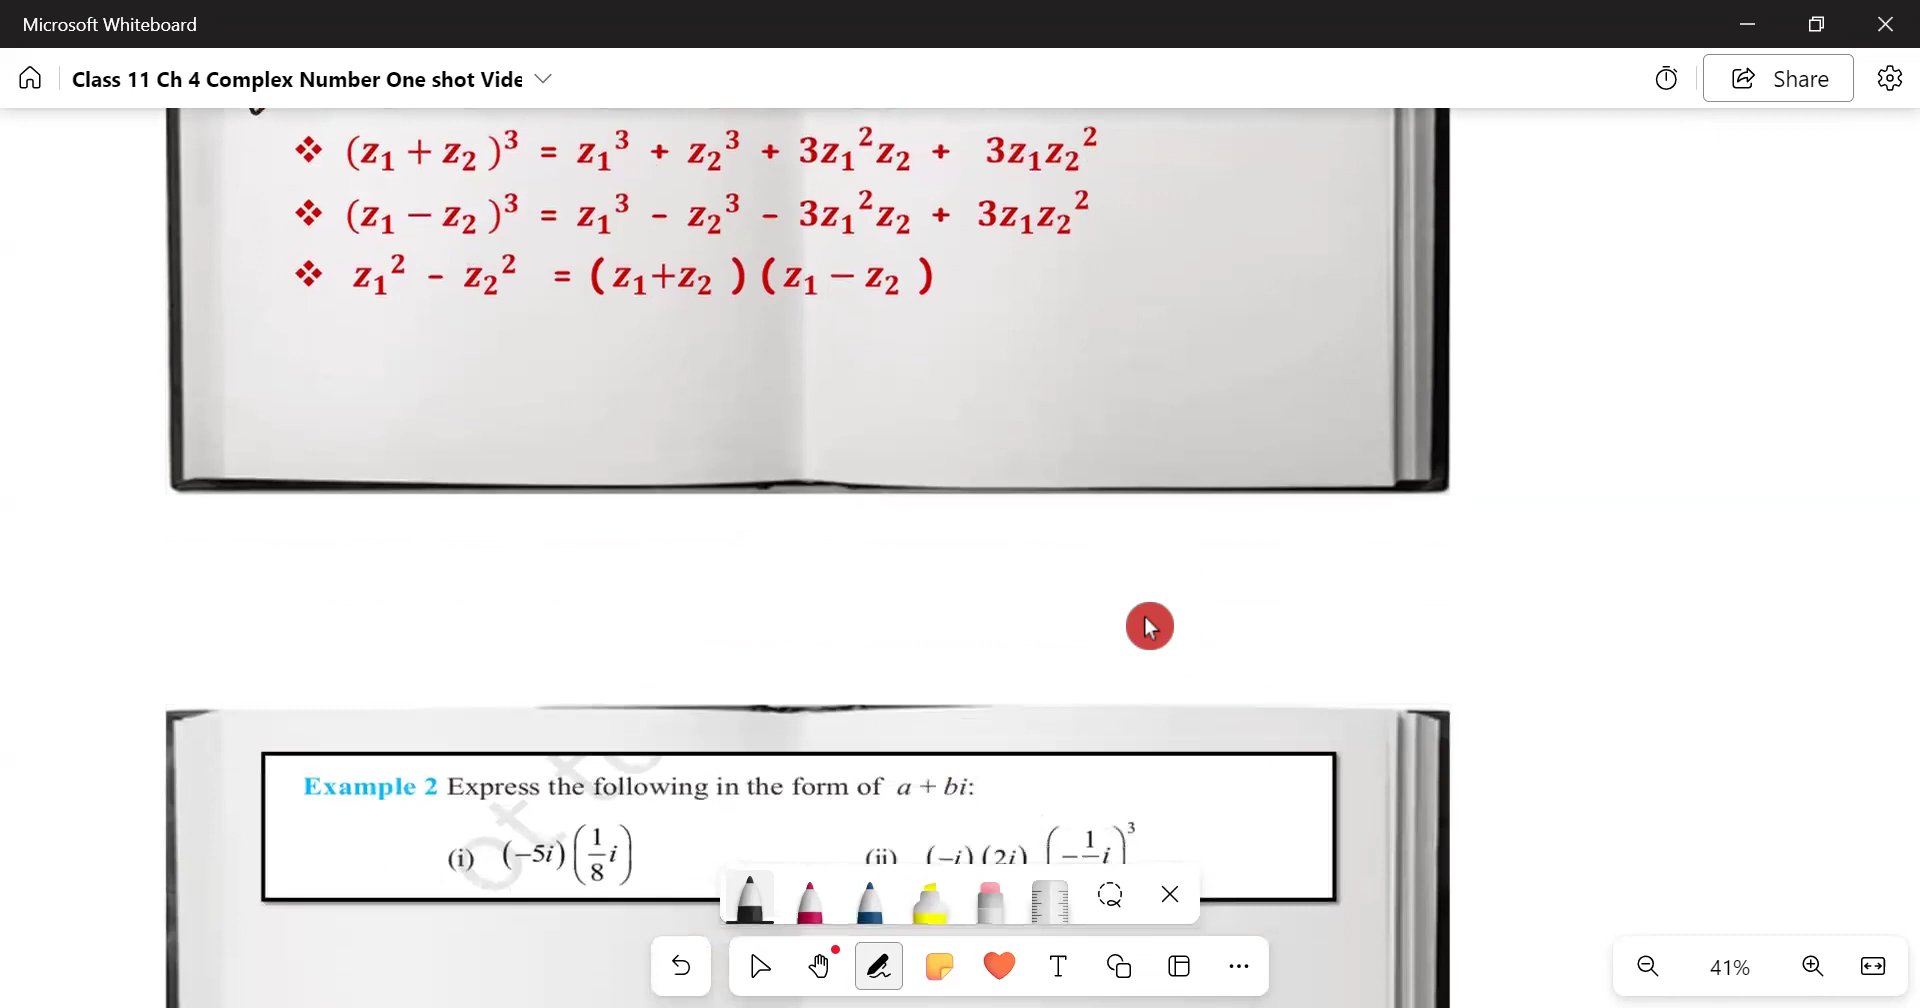 Microsoft Whiteboard
Class 11 Ch 4 Complex Number One shot Vide
Share
❖ (z₁ + z₂ )³ = z₁³ + z₂³ + 3z₁²z₂ + 3z₁z₂²
❖ (z₁ − z₂ )³ = z₁³ - z₂³ - 3z₁²z₂ + 3z₁z₂²
❖ z₁² - z₂² = (z₁+z₂ ) (z₁ − z₂ )
Example 2 Express the following in the form of a + bi:
(i) (−5i) (1/8 i) (ii) (−i) (2i)
41%